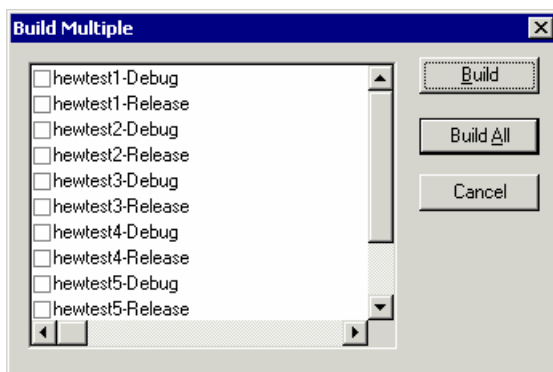 Build Multiple
hewtest1-Debug
hewtest1-Release
hewtest2-Debug
hewtest2-Release
hewtest3-Debug
hewtest3-Release
hewtest4-Debug
hewtest4-Release
hewtest5-Debug
hewtest5-Release
Build
Build All
Cancel